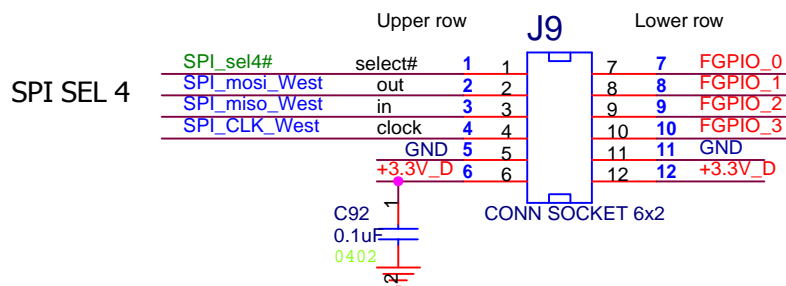 Upper row J9 Lower row
SPI_sel4# select# 1 1 7 7 FGPIO_0
SPI SEL 4 SPI_mosi_West out 2 2 8 8 FGPIO_1
SPI_miso_West in 3 3 9 9 FGPIO_2
SPI_CLK_West clock 4 4 10 10 FGPIO_3
GND 5 5 11 11 GND
+3.3V_D 6 6 12 12 +3.3V_D
1
C92 CONN SOCKET 6x2
0.1uF
0402
2